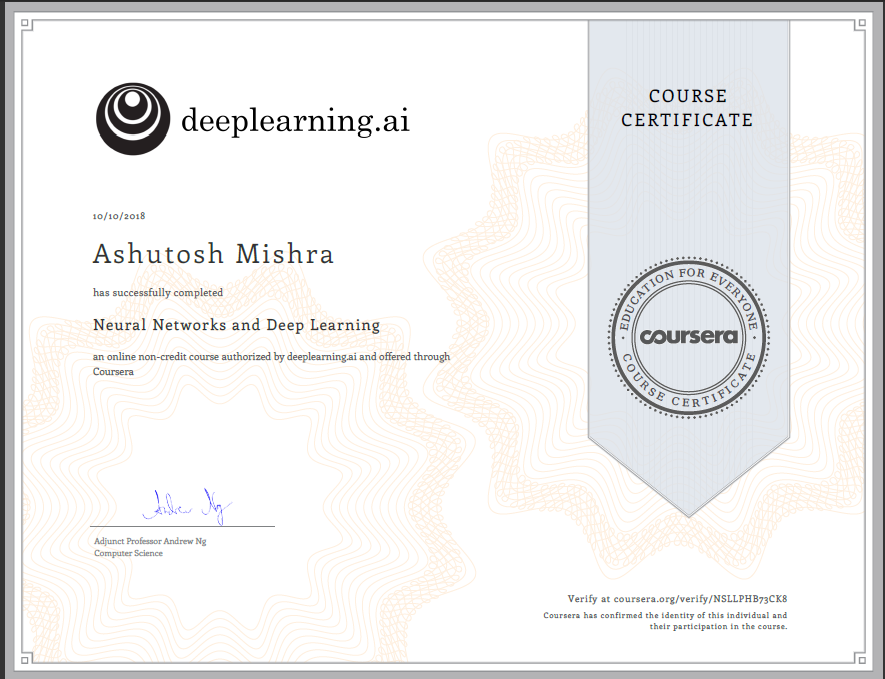 deeplearning.ai
COURSE
CERTIFICATE
10/10/2018
Ashutosh Mishra
has successfully completed
Neural Networks and Deep Learning
an online non-credit course authorized by deeplearning.ai and offered through
Coursera
EDUCATION FOR EVERYONE
coursera
COURSE CERTIFICATE
Andrew Ng
Adjunct Professor Andrew Ng
Computer Science
Verify at coursera.org/verify/NSLLPHB73CK8
Coursera has confirmed the identity of this individual and
their participation in the course.